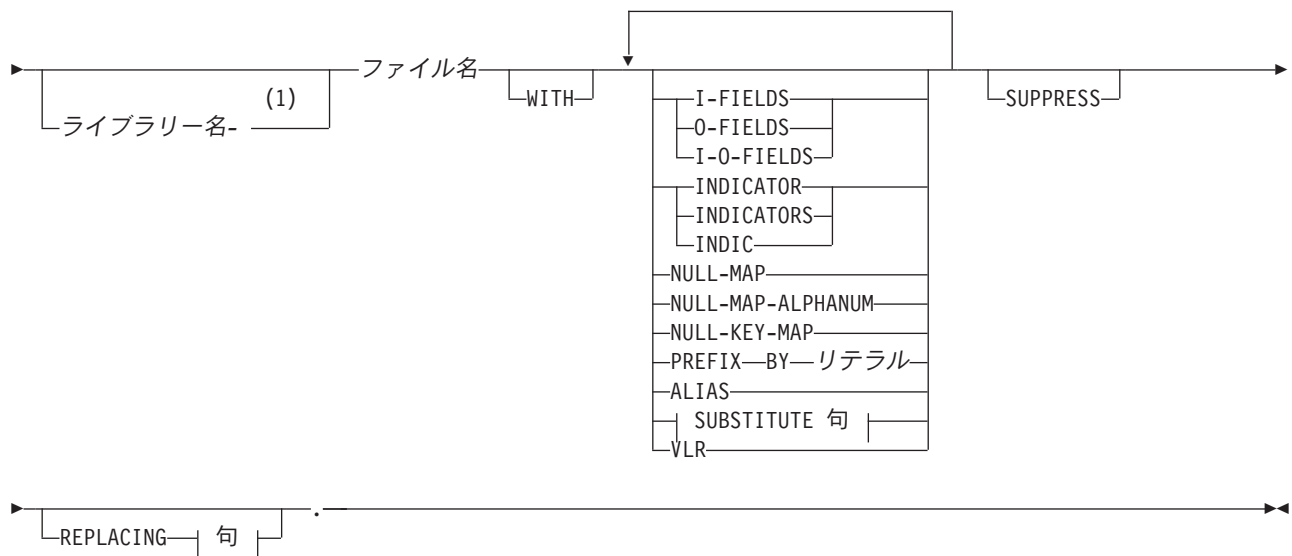 ファイル名
WITH
I-FIELDS
SUPPRESS
(1)
ライブラリー名-
O-FIELDS
I-O-FIELDS
INDICATOR
INDICATORS
INDIC
NULL-MAP
NULL-MAP-ALPHANUM
NULL-KEY-MAP
PREFIX BY リテラル
ALIAS
SUBSTITUTE 句
VLR
.
REPLACING 句